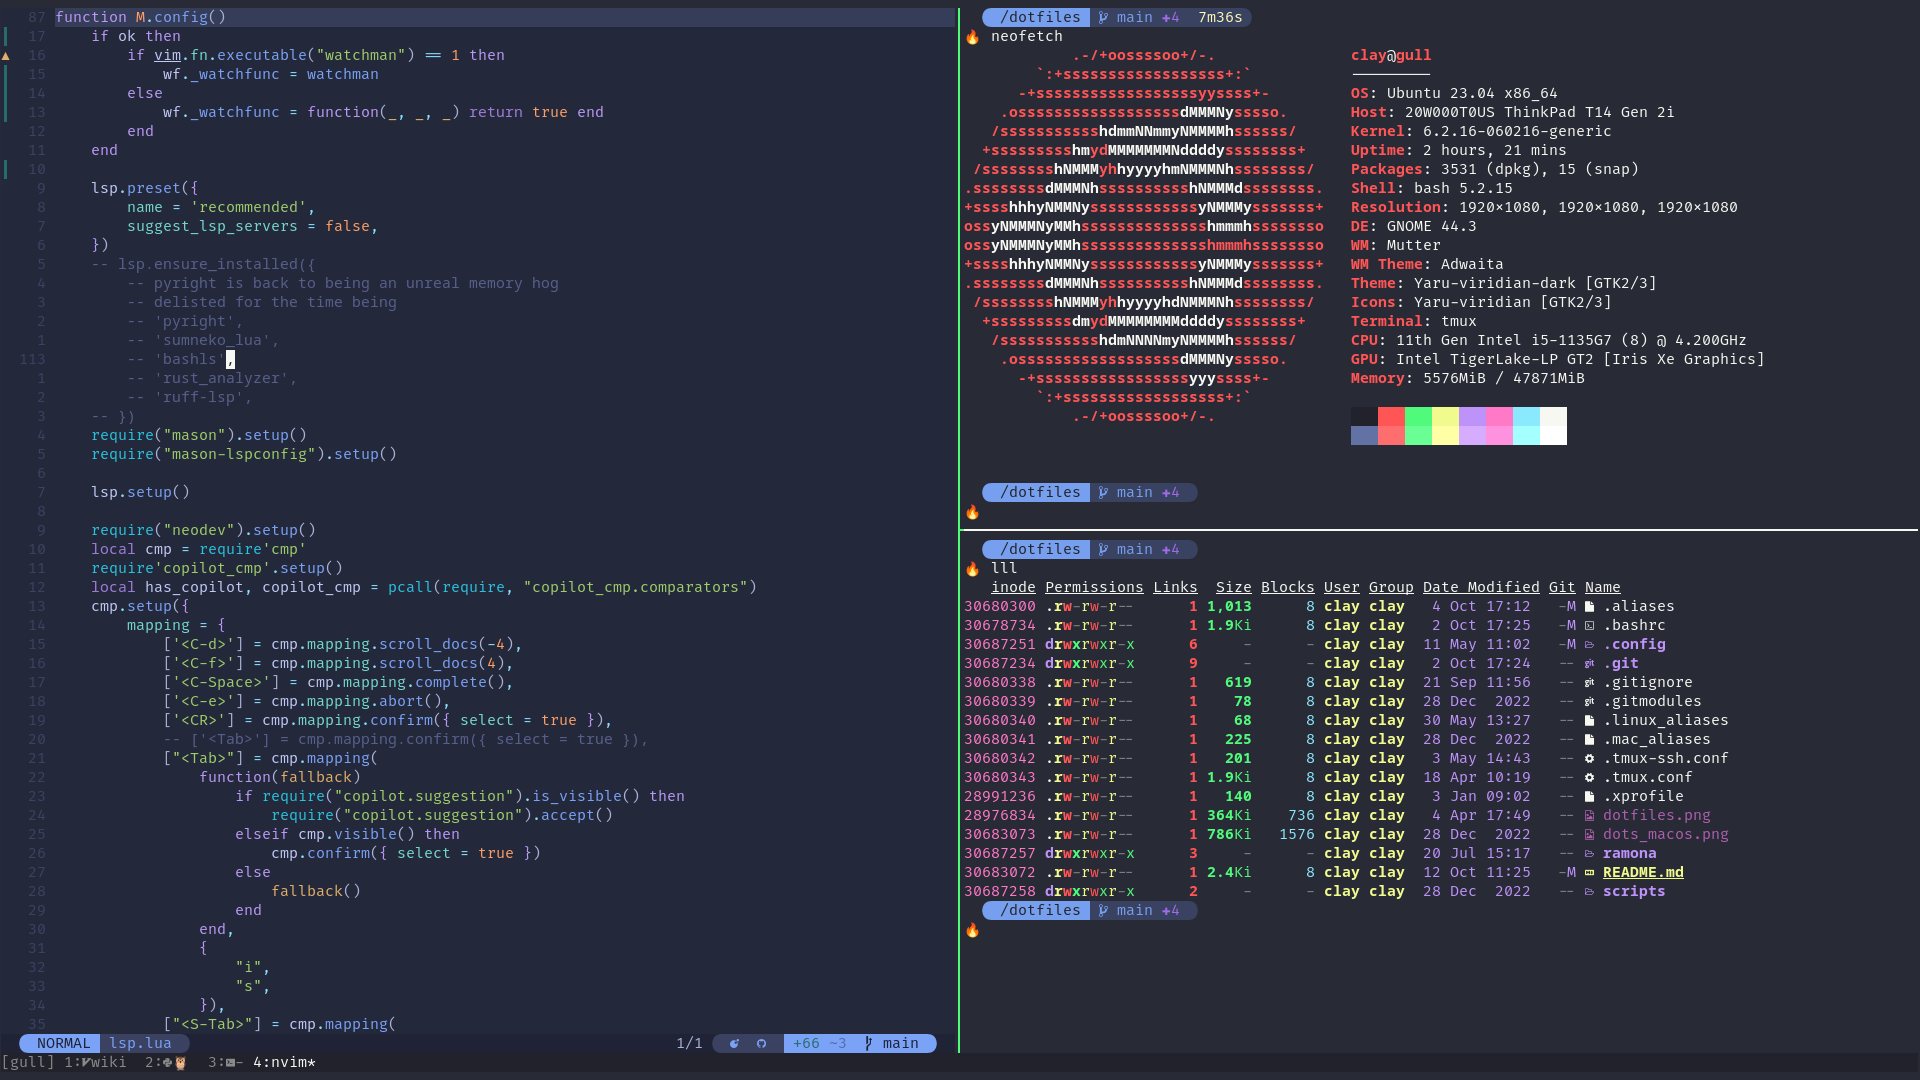 87 function M.config()
17     if ok then
16         if vim.fn.executable("watchman") == 1 then
15             wf._watchfunc = watchman
14         else
13             wf._watchfunc = function(_, _, _) return true end
12         end
11     end
10
9     lsp.preset({
8         name = 'recommended',
7         suggest_lsp_servers = false,
6     })
5     -- lsp.ensure_installed({
4         -- pyright is back to being an unreal memory hog
3         -- delisted for the time being
2         -- 'pyright',
1         -- 'sumneko_lua',
113         -- 'bashls',
1         -- 'rust_analyzer',
2         -- 'ruff-lsp',
3     -- })
4     require("mason").setup()
5     require("mason-lspconfig").setup()
6
7     lsp.setup()
8
9     require("neodev").setup()
10     local cmp = require'cmp'
11     require'copilot_cmp'.setup()
12     local has_copilot, copilot_cmp = pcall(require, "copilot_cmp.comparators")
13     cmp.setup({
14         mapping = {
15             ['<C-d>'] = cmp.mapping.scroll_docs(-4),
16             ['<C-f>'] = cmp.mapping.scroll_docs(4),
17             ['<C-Space>'] = cmp.mapping.complete(),
18             ['<C-e>'] = cmp.mapping.abort(),
19             ['<CR>'] = cmp.mapping.confirm({ select = true }),
20             -- ['<Tab>'] = cmp.mapping.confirm({ select = true }),
21             ["<Tab>"] = cmp.mapping(
22                 function(fallback)
23                     if require("copilot.suggestion").is_visible() then
24                         require("copilot.suggestion").accept()
25                     elseif cmp.visible() then
26                         cmp.confirm({ select = true })
27                     else
28                         fallback()
29                     end
30                 end,
31                 {
32                     "i",
33                     "s",
34                 }),
35             ["<S-Tab>"] = cmp.mapping(
NORMAL lsp.lua 1/1 +66 ~3 main
/dotfiles main +4 7m36s
neofetch
            .-/+oossssoo+/-.
        `:+ssssssssssssssssss+:`
      -+ssssssssssssssssssyyssss+-
    .ossssssssssssssssssdMMMNysssso.
   /ssssssssssshdmmNNmmyNMMMMhssssss/
  +ssssssssshmydMMMMMMMNddddyssssssss+
 /sssssssshNMMMyhhyyyyhmNMMMNhssssssss/
.ssssssssdMMMNhsssssssssshNMMMdssssssss.
+sssshhhyNMMNyssssssssssssyNMMMysssssss+
ossyNMMMNyMMhsssssssssssssshmmmhssssssso
ossyNMMMNyMMhsssssssssssssshmmmhssssssso
+sssshhhyNMMNyssssssssssssyNMMMysssssss+
.ssssssssdMMMNhsssssssssshNMMMdssssssss.
 /sssssssshNMMMyhhyyyyhdNMMMNhssssssss/
  +sssssssssdmydMMMMMMMMddddyssssssss+
   /ssssssssssshdmNNNNmyNMMMMhssssss/
    .ossssssssssssssssssdMMMNysssso.
      -+sssssssssssssssssyyyssss+-
        `:+ssssssssssssssssss+:`
            .-/+oossssoo+/-.
clay@gull
---------
OS: Ubuntu 23.04 x86_64
Host: 20W000T0US ThinkPad T14 Gen 2i
Kernel: 6.2.16-060216-generic
Uptime: 2 hours, 21 mins
Packages: 3531 (dpkg), 15 (snap)
Shell: bash 5.2.15
Resolution: 1920×1080, 1920×1080, 1920×1080
DE: GNOME 44.3
WM: Mutter
WM Theme: Adwaita
Theme: Yaru-viridian-dark [GTK2/3]
Icons: Yaru-viridian [GTK2/3]
Terminal: tmux
CPU: 11th Gen Intel i5-1135G7 (8) @ 4.200GHz
GPU: Intel TigerLake-LP GT2 [Iris Xe Graphics]
Memory: 5576MiB / 47871MiB
/dotfiles main +4
/dotfiles main +4
lll
inode Permissions Links Size Blocks User Group Date Modified Git Name
30680300 .rw-rw-r-- 1 1,013 8 clay clay 4 Oct 17:12 -M .aliases
30678734 .rw-rw-r-- 1 1.9Ki 8 clay clay 2 Oct 17:25 -M .bashrc
30687251 drwxrwxr-x 6 - - clay clay 11 May 11:02 -M .config
30687234 drwxrwxr-x 9 - - clay clay 2 Oct 17:24 -- .git
30680338 .rw-rw-r-- 1 619 8 clay clay 21 Sep 11:56 -- .gitignore
30680339 .rw-rw-r-- 1 78 8 clay clay 28 Dec 2022 -- .gitmodules
30680340 .rw-rw-r-- 1 68 8 clay clay 30 May 13:27 -- .linux_aliases
30680341 .rw-rw-r-- 1 225 8 clay clay 28 Dec 2022 -- .mac_aliases
30680342 .rw-rw-r-- 1 201 8 clay clay 3 May 14:43 -- .tmux-ssh.conf
30680343 .rw-rw-r-- 1 1.9Ki 8 clay clay 18 Apr 10:19 -- .tmux.conf
28991236 .rw-rw-r-- 1 140 8 clay clay 3 Jan 09:02 -- .xprofile
28976834 .rw-rw-r-- 1 364Ki 736 clay clay 4 Apr 17:49 -- dotfiles.png
30683073 .rw-rw-r-- 1 786Ki 1576 clay clay 28 Dec 2022 -- dots_macos.png
30687257 drwxrwxr-x 3 - - clay clay 20 Jul 15:17 -- ramona
30683072 .rw-rw-r-- 1 2.4Ki 8 clay clay 12 Oct 11:25 -M README.md
30687258 drwxrwxr-x 2 - - clay clay 28 Dec 2022 -- scripts
/dotfiles main +4
[gull] 1:wiki 2: 3:- 4:nvim*